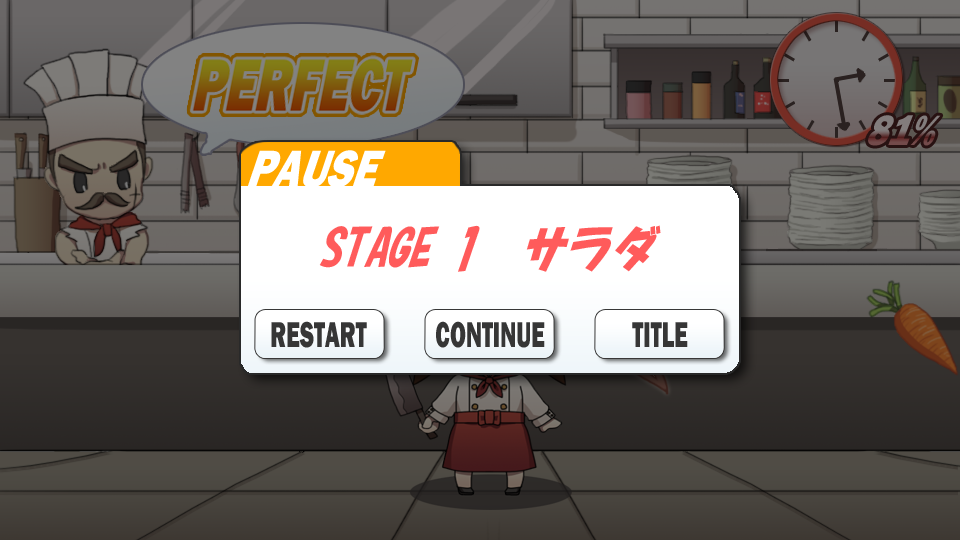 PERFECT
81%
PAUSE
STAGE 1 サラダ
RESTART CONTINUE TITLE